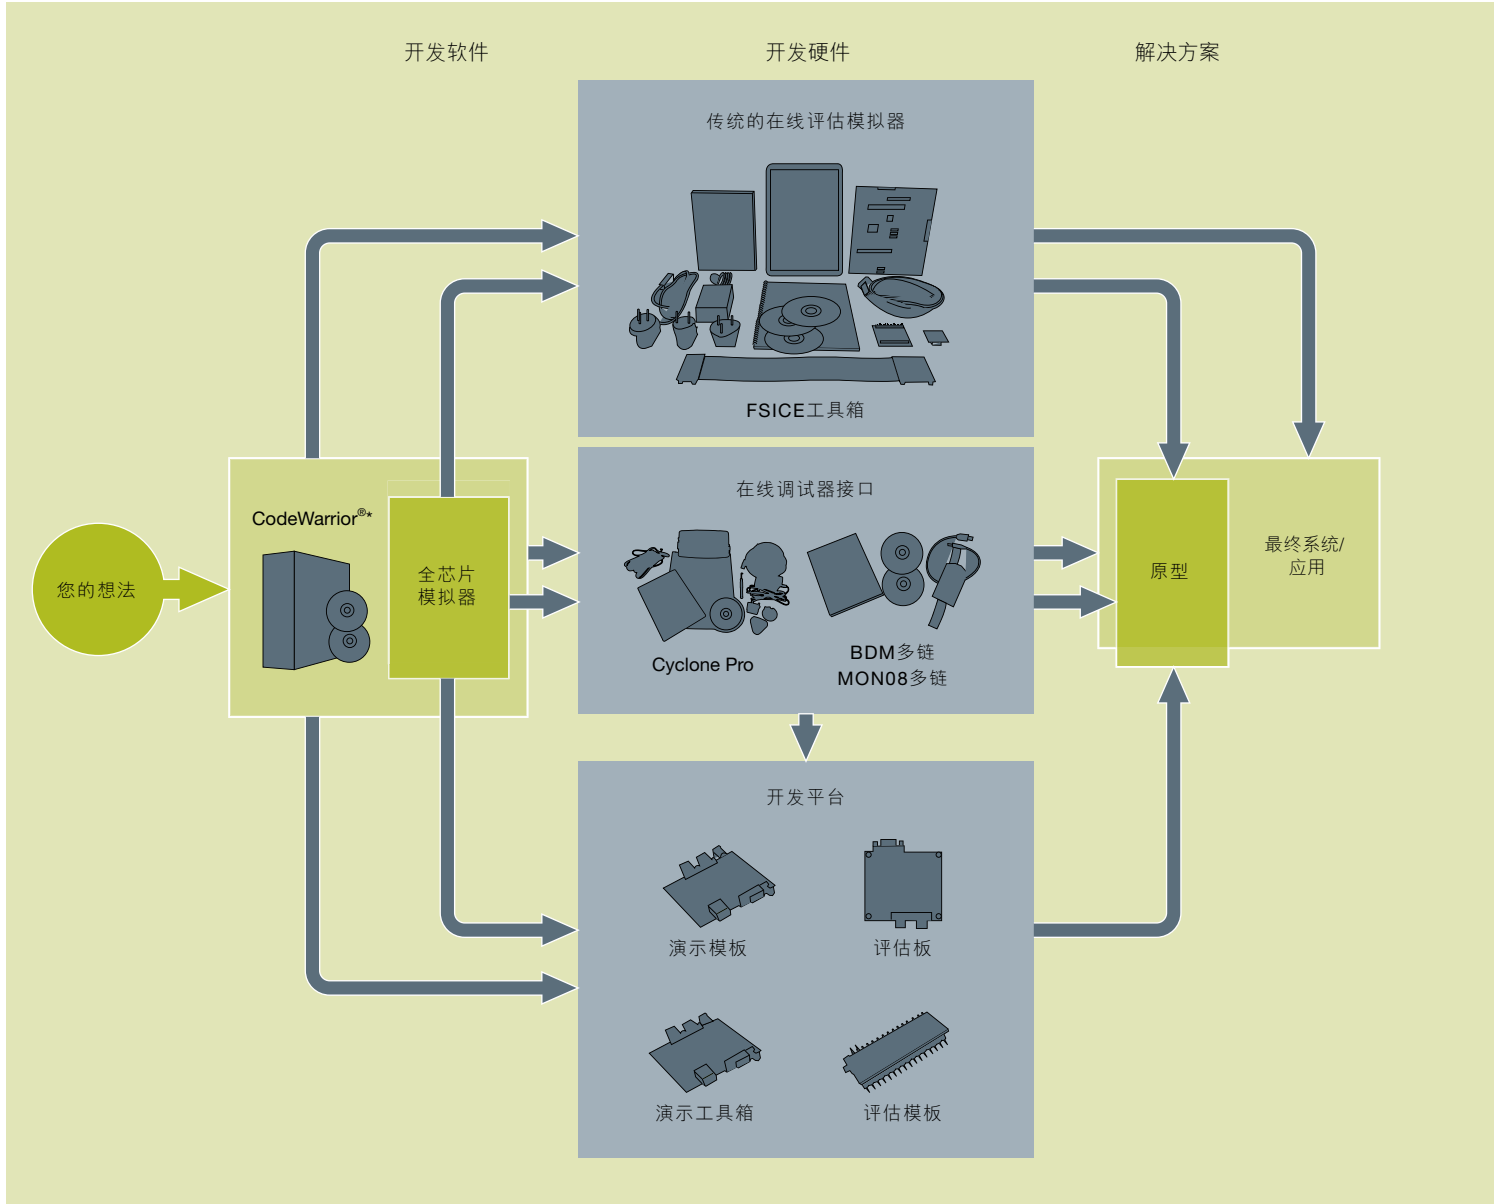 开发软件
开发硬件
解决方案
传统的在线评估模拟器
FSICE工具箱
您的想法
CodeWarrior®*
全芯片
模拟器
在线调试器接口
Cyclone Pro
BDM多链
MON08多链
原型
最终系统/
应用
开发平台
演示模板
评估板
演示工具箱
评估模板